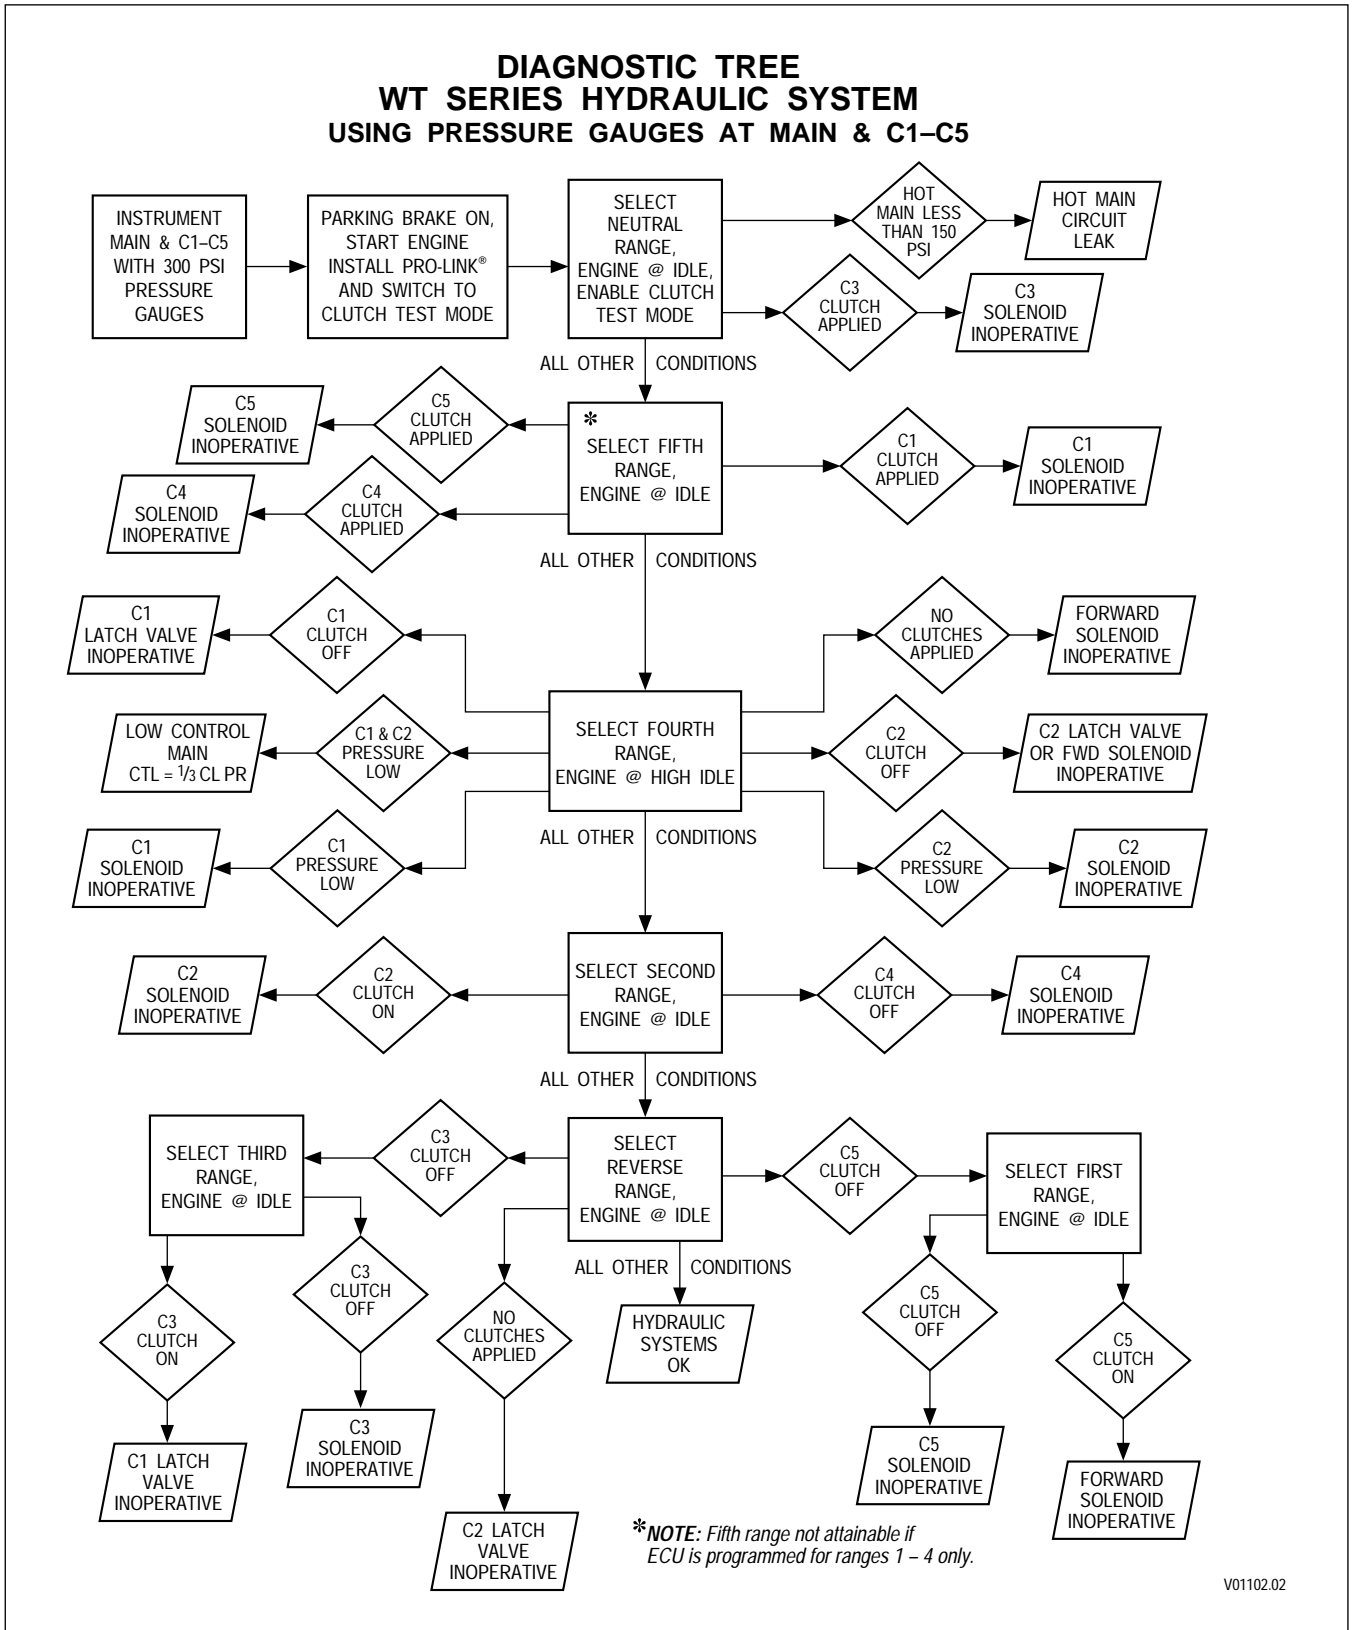 DIAGNOSTIC TREE
WT SERIES HYDRAULIC SYSTEM
USING PRESSURE GAUGES AT MAIN & C1–C5
INSTRUMENT
MAIN & C1–C5
WITH 300 PSI
PRESSURE
GAUGES
PARKING BRAKE ON,
START ENGINE
INSTALL PRO-LINK®
AND SWITCH TO
CLUTCH TEST MODE
SELECT
NEUTRAL
RANGE,
ENGINE @ IDLE,
ENABLE CLUTCH
TEST MODE
HOT
MAIN LESS
THAN 150
PSI
HOT MAIN
CIRCUIT
LEAK
C3
CLUTCH
APPLIED
C3
SOLENOID
INOPERATIVE
ALL OTHER CONDITIONS
C5
SOLENOID
INOPERATIVE
C5
CLUTCH
APPLIED
*
SELECT FIFTH
RANGE,
ENGINE @ IDLE
C1
CLUTCH
APPLIED
C1
SOLENOID
INOPERATIVE
C4
SOLENOID
INOPERATIVE
C4
CLUTCH
APPLIED
ALL OTHER CONDITIONS
C1
LATCH VALVE
INOPERATIVE
C1
CLUTCH
OFF
NO
CLUTCHES
APPLIED
FORWARD
SOLENOID
INOPERATIVE
LOW CONTROL
MAIN
CTL = 1/3 CL PR
C1 & C2
PRESSURE
LOW
SELECT FOURTH
RANGE,
ENGINE @ HIGH IDLE
C2
CLUTCH
OFF
C2 LATCH VALVE
OR FWD SOLENOID
INOPERATIVE
ALL OTHER CONDITIONS
C1
SOLENOID
INOPERATIVE
C1
PRESSURE
LOW
C2
PRESSURE
LOW
C2
SOLENOID
INOPERATIVE
C2
SOLENOID
INOPERATIVE
C2
CLUTCH
ON
SELECT SECOND
RANGE,
ENGINE @ IDLE
C4
CLUTCH
OFF
C4
SOLENOID
INOPERATIVE
ALL OTHER CONDITIONS
SELECT THIRD
RANGE,
ENGINE @ IDLE
C3
CLUTCH
OFF
SELECT
REVERSE
RANGE,
ENGINE @ IDLE
C5
CLUTCH
OFF
SELECT FIRST
RANGE,
ENGINE @ IDLE
ALL OTHER CONDITIONS
C3
CLUTCH
ON
C3
CLUTCH
OFF
NO
CLUTCHES
APPLIED
HYDRAULIC
SYSTEMS
OK
C5
CLUTCH
OFF
C5
CLUTCH
ON
C1 LATCH
VALVE
INOPERATIVE
C3
SOLENOID
INOPERATIVE
C2 LATCH
VALVE
INOPERATIVE
C5
SOLENOID
INOPERATIVE
FORWARD
SOLENOID
INOPERATIVE
*NOTE: Fifth range not attainable if
ECU is programmed for ranges 1 – 4 only.
V01102.02